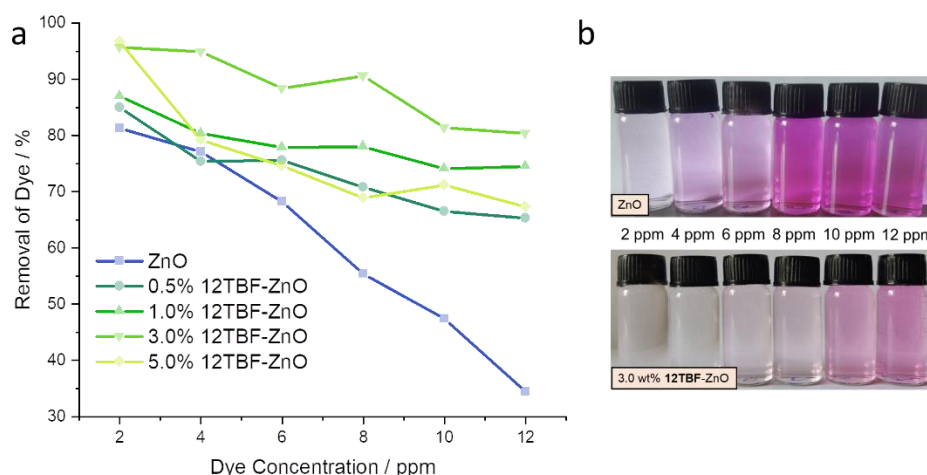 a
Removal of Dye / %
100
90
80
70
60
50
40
30
2 4 6 8 10 12
Dye Concentration / ppm
ZnO
0.5% 12TBF-ZnO
1.0% 12TBF-ZnO
3.0% 12TBF-ZnO
5.0% 12TBF-ZnO
b
ZnO
2 ppm 4 ppm 6 ppm 8 ppm 10 ppm 12 ppm
3.0 wt% 12TBF-ZnO